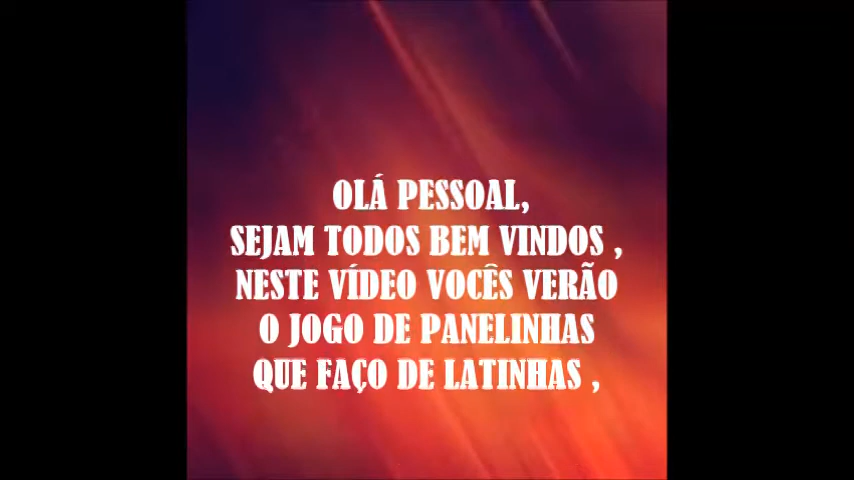 OLÁ PESSOAL,
SEJAM TODOS BEM VINDOS ,
NESTE VÍDEO VOCÊS VERÃO
O JOGO DE PANELINHAS
QUE FAÇO DE LATINHAS ,